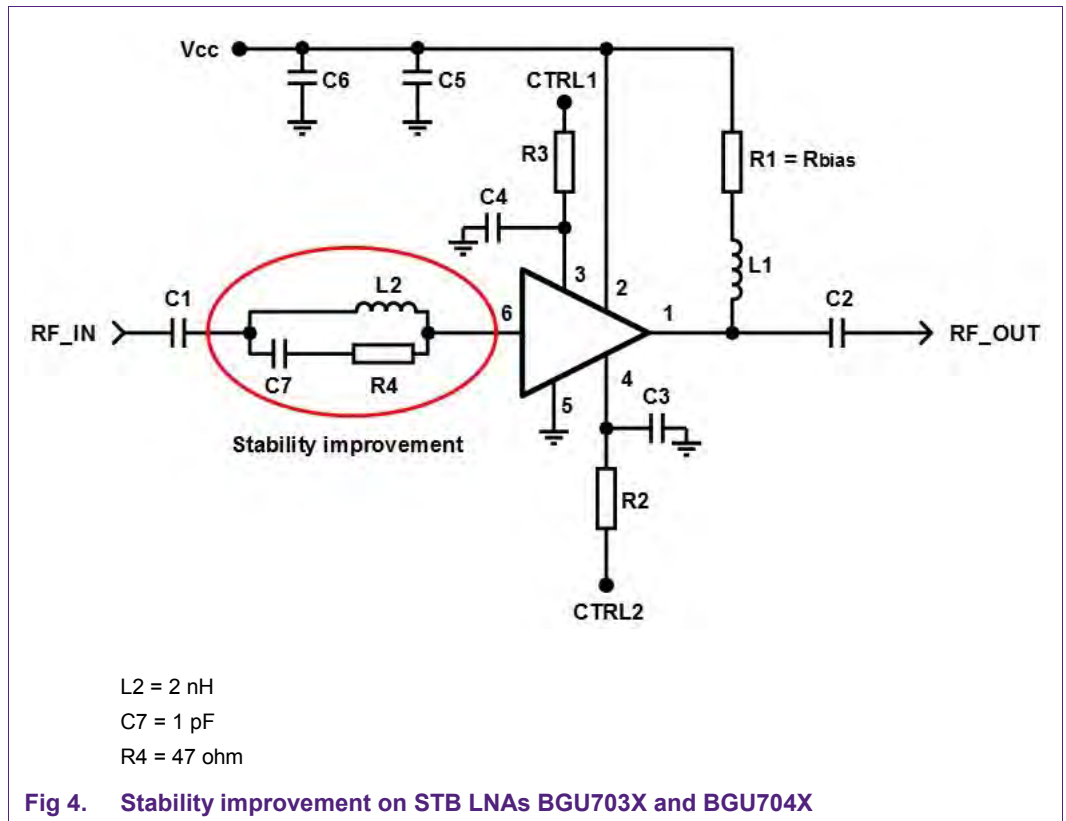 Vcc
C6
C5
CTRL1
R3
R1 = Rbias
C4
L1
3
2
C1
L2
C2
RF_IN
6
1
RF_OUT
C7
R4
4
C3
5
Stability improvement
R2
CTRL2
L2 = 2 nH
C7 = 1 pF
R4 = 47 ohm
Fig 4. Stability improvement on STB LNAs BGU703X and BGU704X